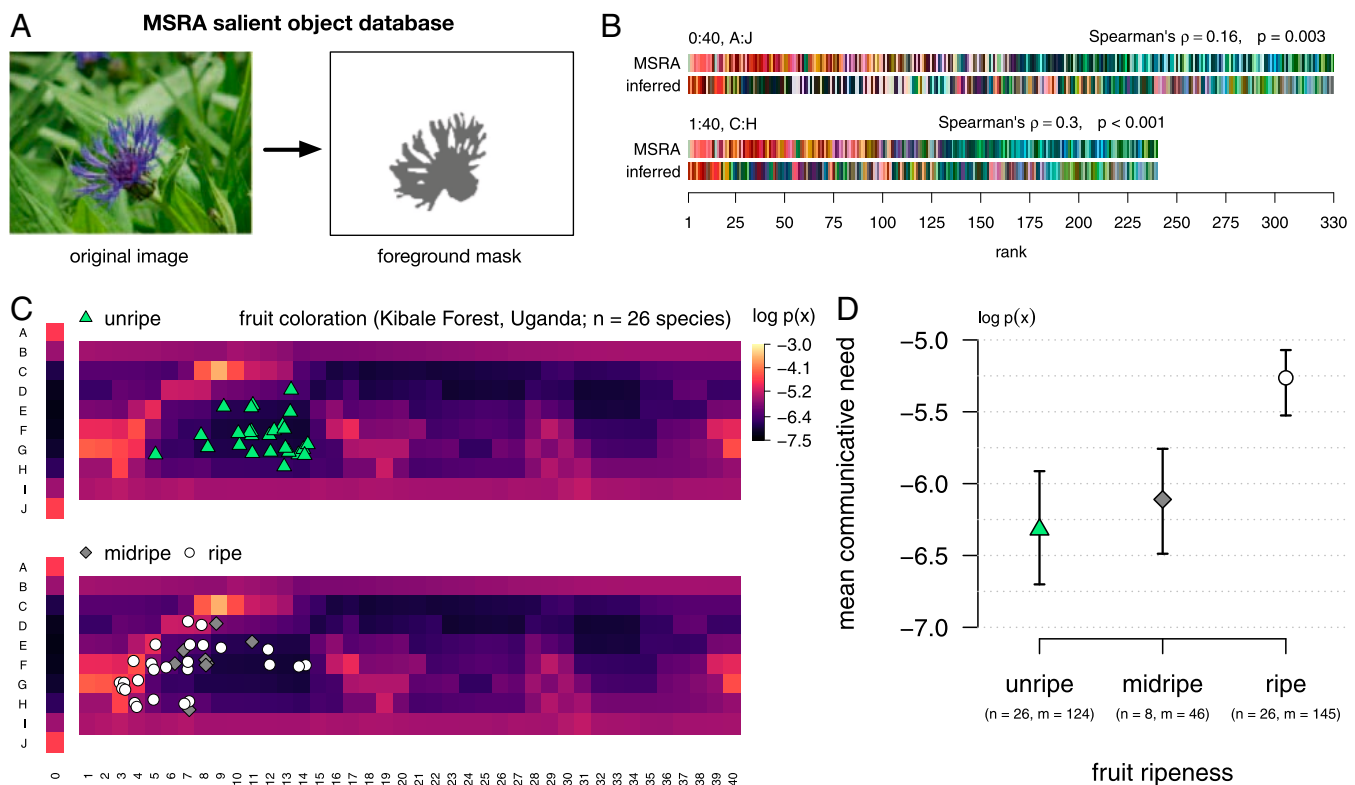 A
MSRA salient object database
original image
foreground mask
B
0:40, A:J
Spearman's ρ = 0.16, p = 0.003
MSRA
inferred
1:40, C:H
Spearman's ρ = 0.3, p < 0.001
MSRA
inferred
1 25 50 75 100 125 150 175 200 225 250 275 300 330
rank
C
unripe
fruit coloration (Kibale Forest, Uganda; n = 26 species)
log p(x)
−3.0
−4.1
−5.2
−6.4
−7.5
A
B
C
D
E
F
G
H
I
J
midripe
ripe
A
B
C
D
E
F
G
H
I
J
0 1 2 3 4 5 6 7 8 9 10 11 12 13 14 15 16 17 18 19 20 21 22 23 24 25 26 27 28 29 30 31 32 33 34 35 36 37 38 39 40
D
log p(x)
mean communicative need
−5.0
−5.5
−6.0
−6.5
−7.0
unripe midripe ripe
(n = 26, m = 124) (n = 8, m = 46) (n = 26, m = 145)
fruit ripeness